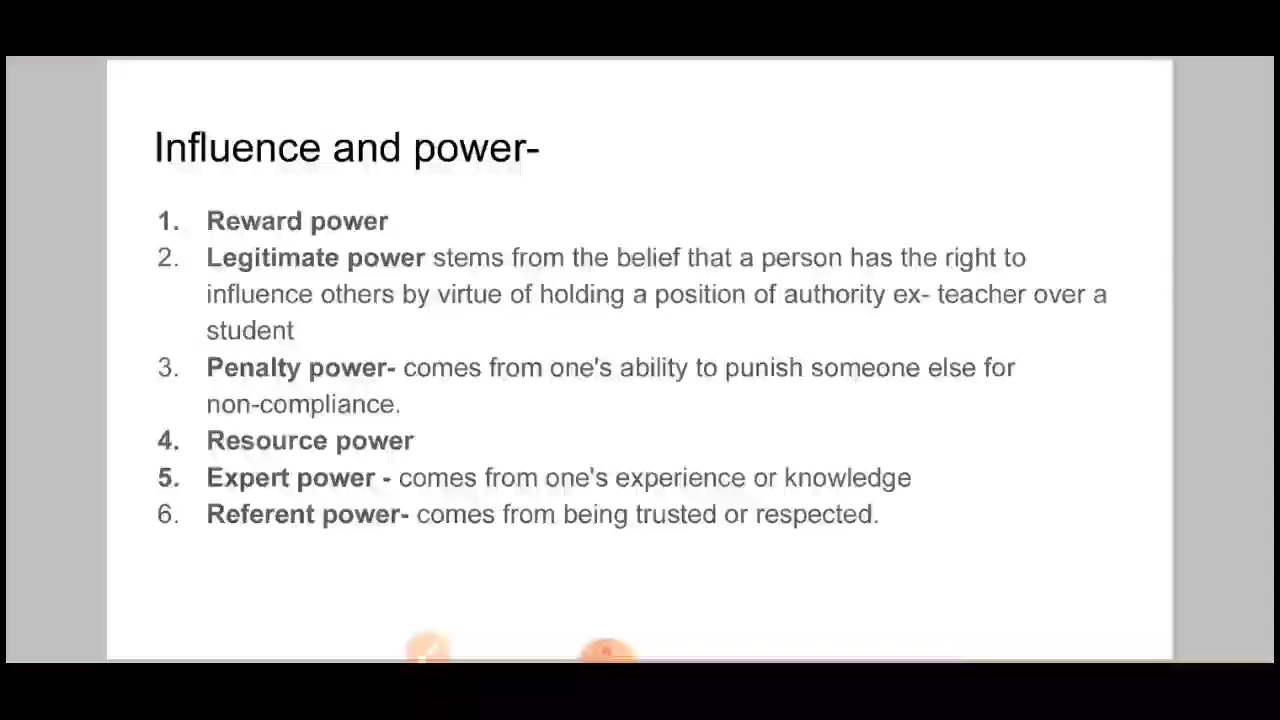 Influence and power-
1. Reward power
2. Legitimate power stems from the belief that a person has the right to
influence others by virtue of holding a position of authority ex- teacher over a
student
3. Penalty power- comes from one's ability to punish someone else for
non-compliance.
4. Resource power
5. Expert power - comes from one's experience or knowledge
6. Referent power- comes from being trusted or respected.